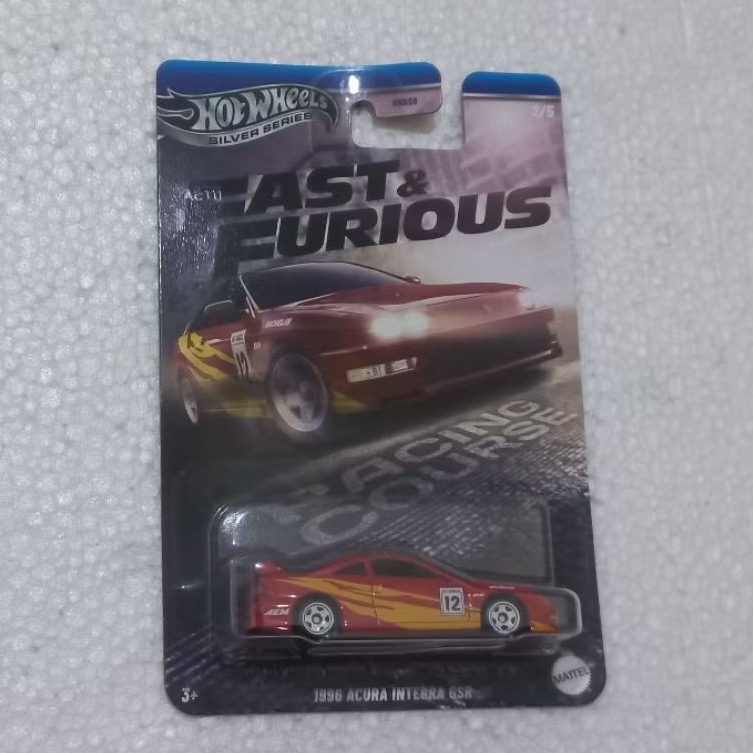 HOT WHEELS
SILVER SERIES
2/5
FAST &
FURIOUS
MICHELIN
12
RACING
COURSE
AEM
12
3+
1996 ACURA INTEGRA GSR
MATTEL